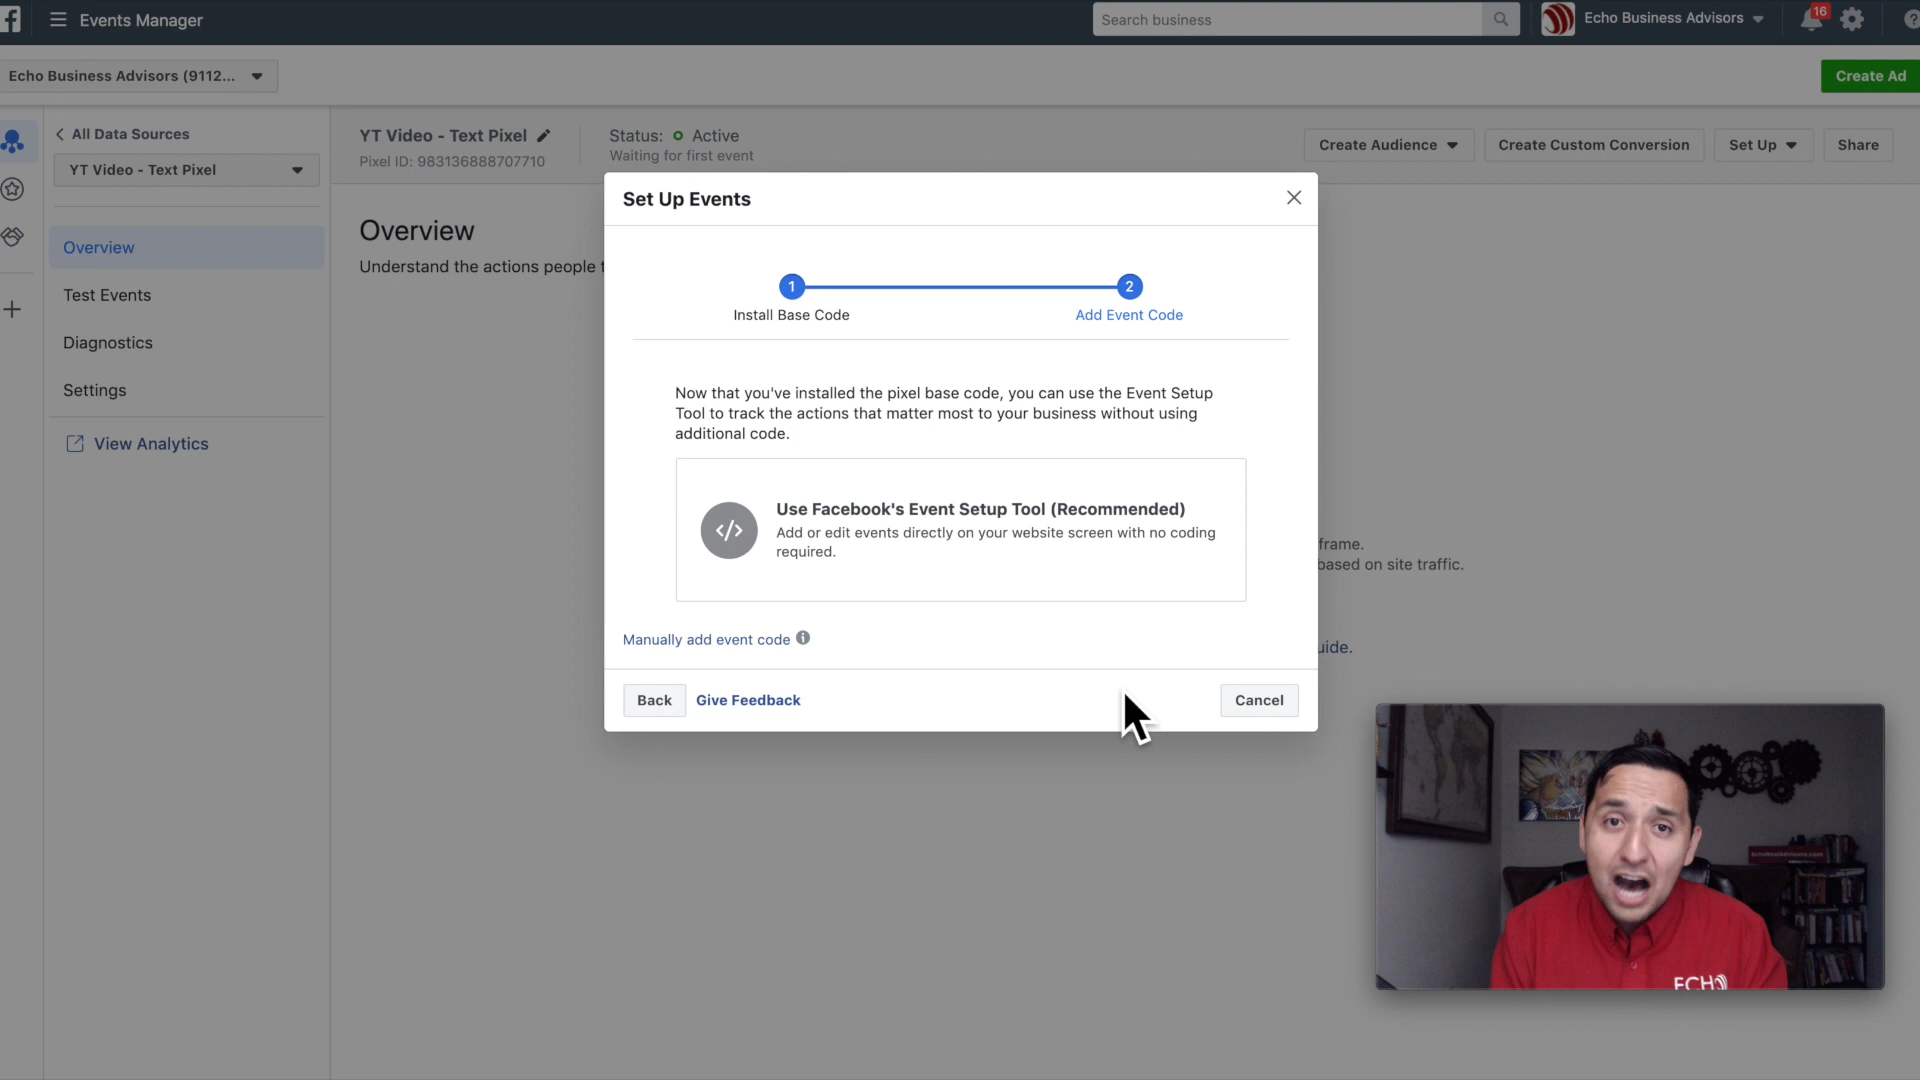 Events Manager
Search business
Echo Business Advisors
16
Echo Business Advisors (9112...
Create Ad
All Data Sources
YT Video - Text Pixel
Overview
Test Events
Diagnostics
Settings
View Analytics
YT Video - Text Pixel
Pixel ID: 983136888707710
Status: Active
Waiting for first event
Create Audience
Create Custom Conversion
Set Up
Share
Overview
Understand the actions people t
Set Up Events
1
2
Install Base Code
Add Event Code
Now that you've installed the pixel base code, you can use the Event Setup
Tool to track the actions that matter most to your business without using
additional code.
</>
Use Facebook's Event Setup Tool (Recommended)
Add or edit events directly on your website screen with no coding
required.
Manually add event code
Back
Give Feedback
Cancel
frame.
based on site traffic.
uide.
ECHO